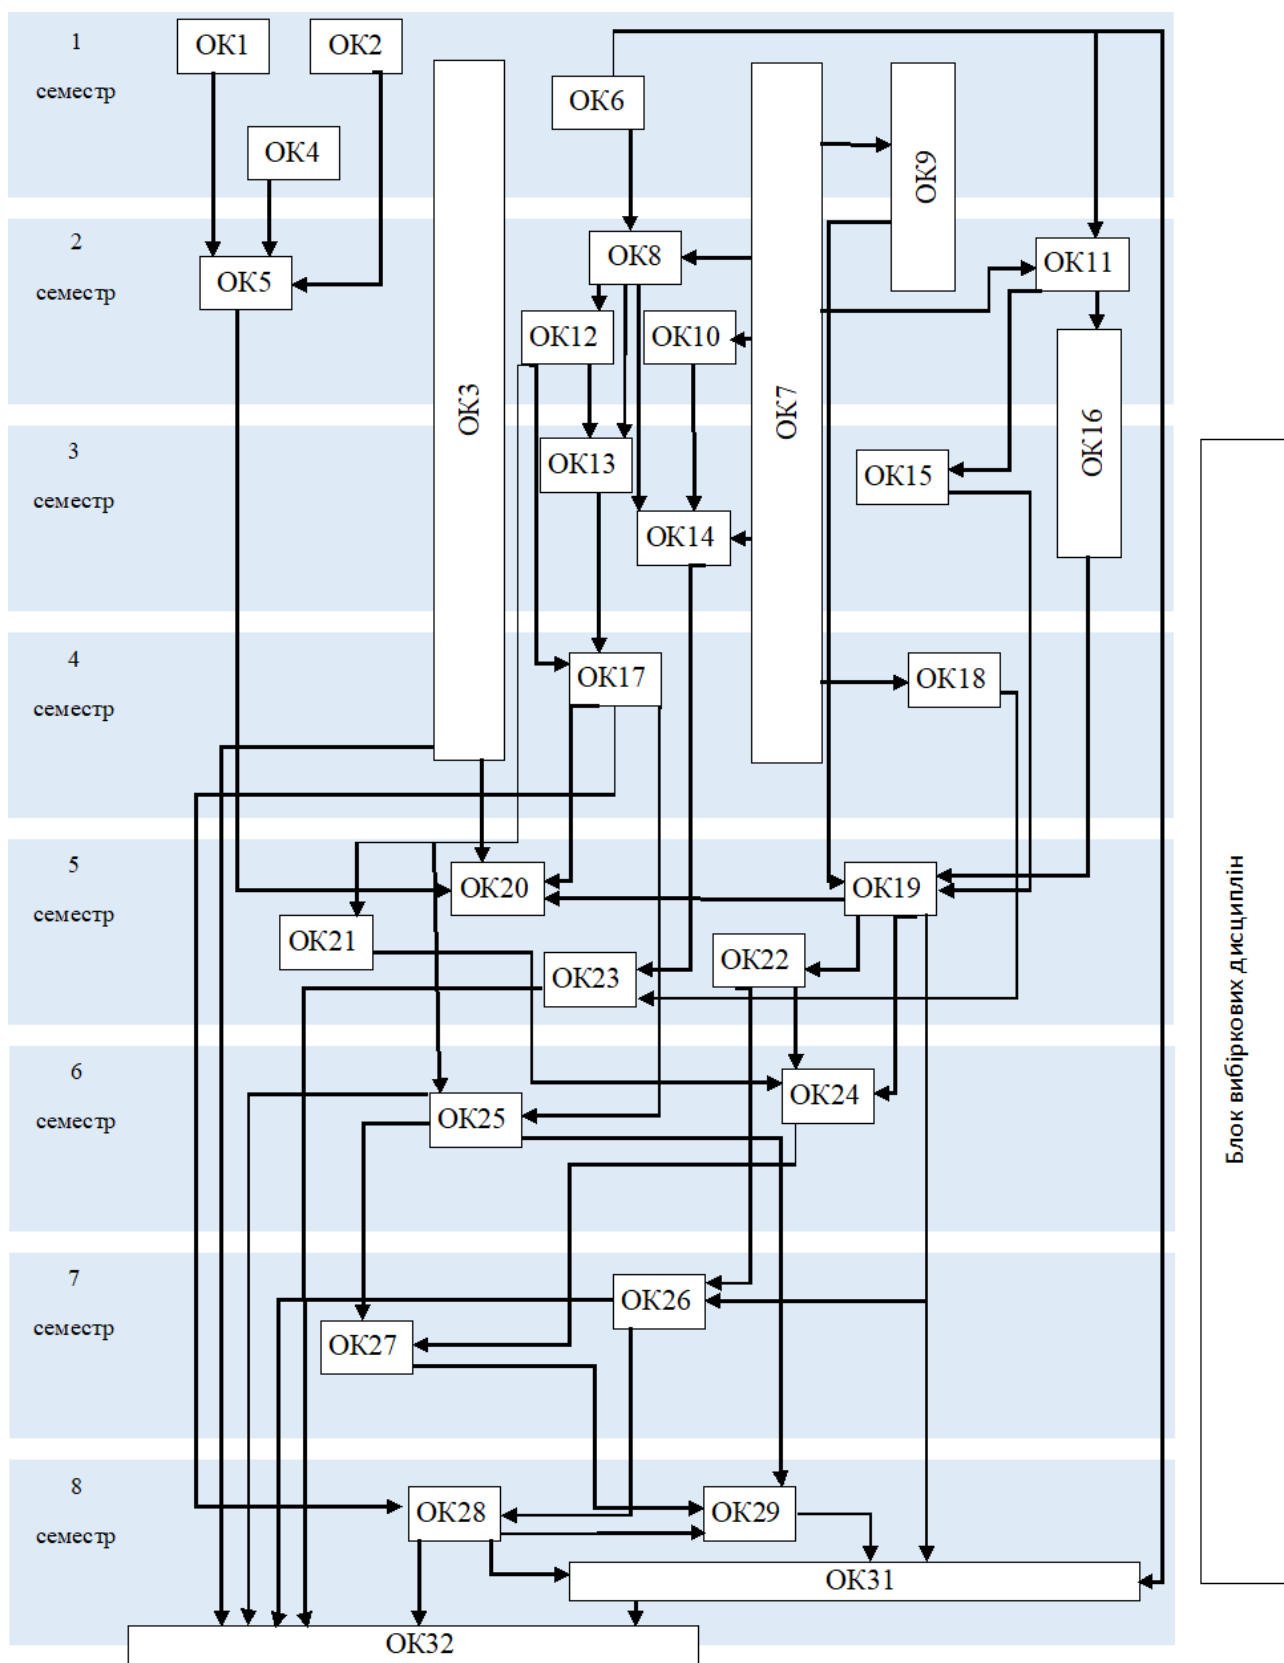 1
семестр
ОК1
ОК2
ОК6
ОК4
ОК9
2
семестр
ОК8
ОК11
ОК5
ОК12
ОК10
ОК3
ОК7
ОК16
3
семестр
ОК13
ОК15
ОК14
4
семестр
ОК17
ОК18
5
семестр
ОК20
ОК19
ОК21
ОК22
ОК23
6
семестр
ОК24
ОК25
7
семестр
ОК26
ОК27
8
семестр
ОК28
ОК29
ОК31
ОК32
Блок вибіркових дисциплін